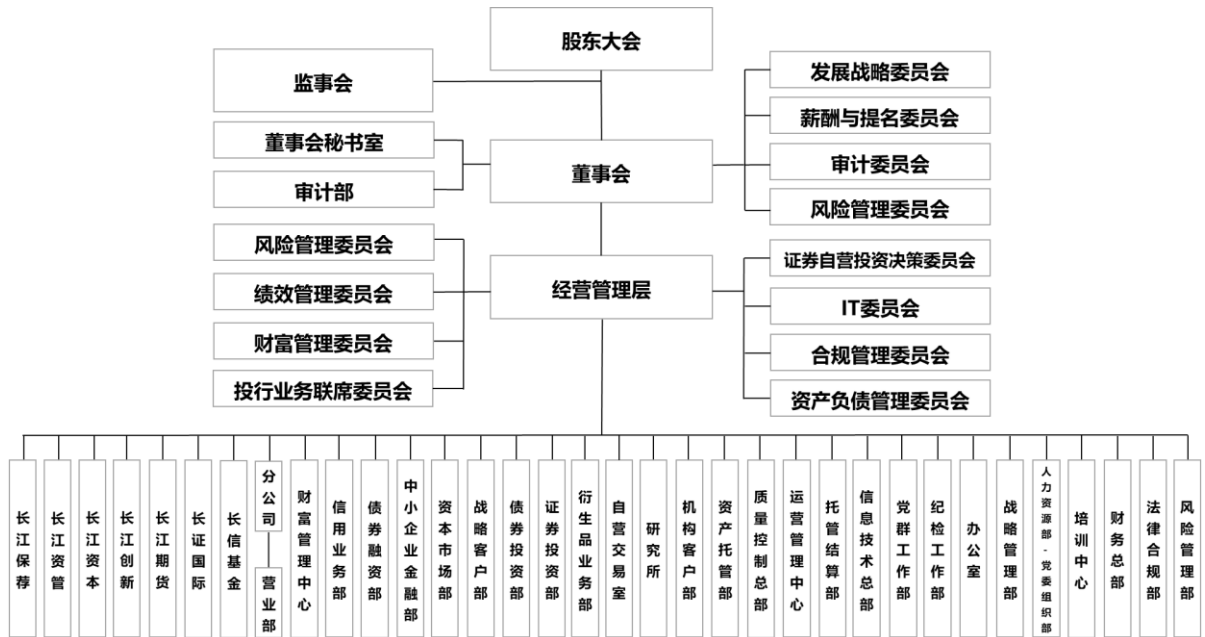 股东大会
监事会
发展战略委员会
薪酬与提名委员会
董事会秘书室
审计部
董事会
审计委员会
风险管理委员会
风险管理委员会
绩效管理委员会
财富管理委员会
投行业务联席委员会
经营管理层
证券自营投资决策委员会
IT委员会
合规管理委员会
资产负债管理委员会
长江保荐
长江资管
长江资本
长江创新
长江期货
长证国际
长信基金
分公司
营业部
财富管理中心
信用业务部
债券融资部
中小企业金融部
资本市场部
战略客户部
债券投资部
证券投资部
衍生品业务部
自营交易室
研究所
机构客户部
资产托管部
质量控制总部
运营管理中心
托管结算部
信息技术总部
党群工作部
纪检工作部
办公室
战略管理部
人力资源部-党委组织部
培训中心
财务总部
法律合规部
风险管理部